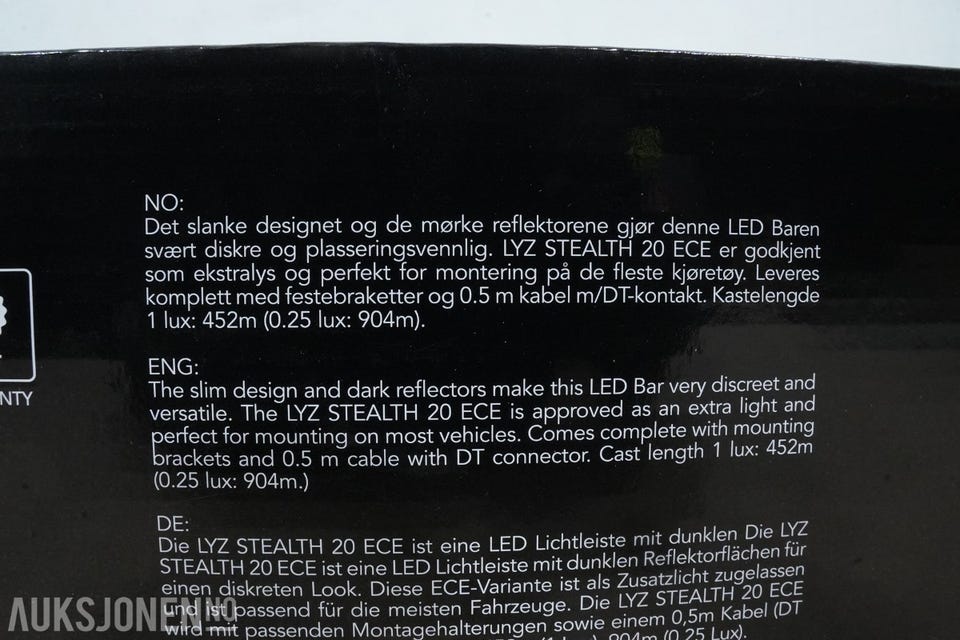 NO:
Det slanke designet og de mørke reflektorene gjør denne LED Baren
svært diskre og plasseringsvennlig. LYZ STEALTH 20 ECE er godkjent
som ekstralys og perfekt for montering på de fleste kjøretøy. Leveres
komplett med festebraketter og 0.5 m kabel m/DT-kontakt. Kastelengde
1 lux: 452m (0.25 lux: 904m).
NTY
ENG:
The slim design and dark reflectors make this LED Bar very discreet and
versatile. The LYZ STEALTH 20 ECE is approved as an extra light and
perfect for mounting on most vehicles. Comes complete with mounting
brackets and 0.5 m cable with DT connector. Cast length 1 lux: 452m
(0.25 lux: 904m.)
DE:
Die LYZ STEALTH 20 ECE ist eine LED Lichtleiste mit dunklen Die LYZ
STEALTH 20 ECE ist eine LED Lichtleiste mit dunklen Reflektorflächen für
einen diskreten Look. Diese ECE-Variante ist als Zusatzlicht zugelassen
und ist passend für die meisten Fahrzeuge. Die LYZ STEALTH 20 ECE
wird mit passenden Montagehalterungen sowie einem 0,5m Kabel (DT
904m (0.25 Lux).
AUKSJONEN.NO